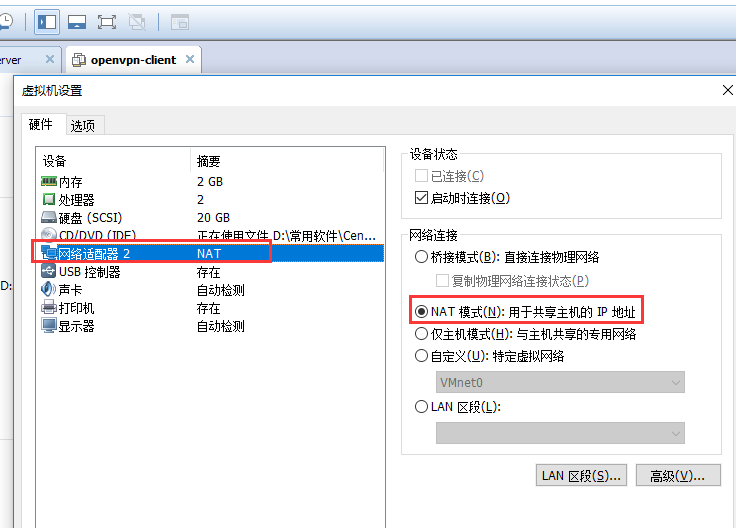 erver
openvpn-client
虚拟机设置
硬件 选项
设备 摘要
内存 2 GB
处理器 2
硬盘 (SCSI) 20 GB
CD/DVD (IDE) 正在使用文件 D:\常用软件\Cen...
网络适配器 2 NAT
USB 控制器 存在
声卡 自动检测
打印机 存在
显示器 自动检测
D:
设备状态
已连接(C)
启动时连接(O)
网络连接
桥接模式(B): 直接连接物理网络
复制物理网络连接状态(P)
NAT 模式(N): 用于共享主机的 IP 地址
仅主机模式(H): 与主机共享的专用网络
自定义(U): 特定虚拟网络
VMnet0
LAN 区段(L):
LAN 区段(S)... 高级(V)...